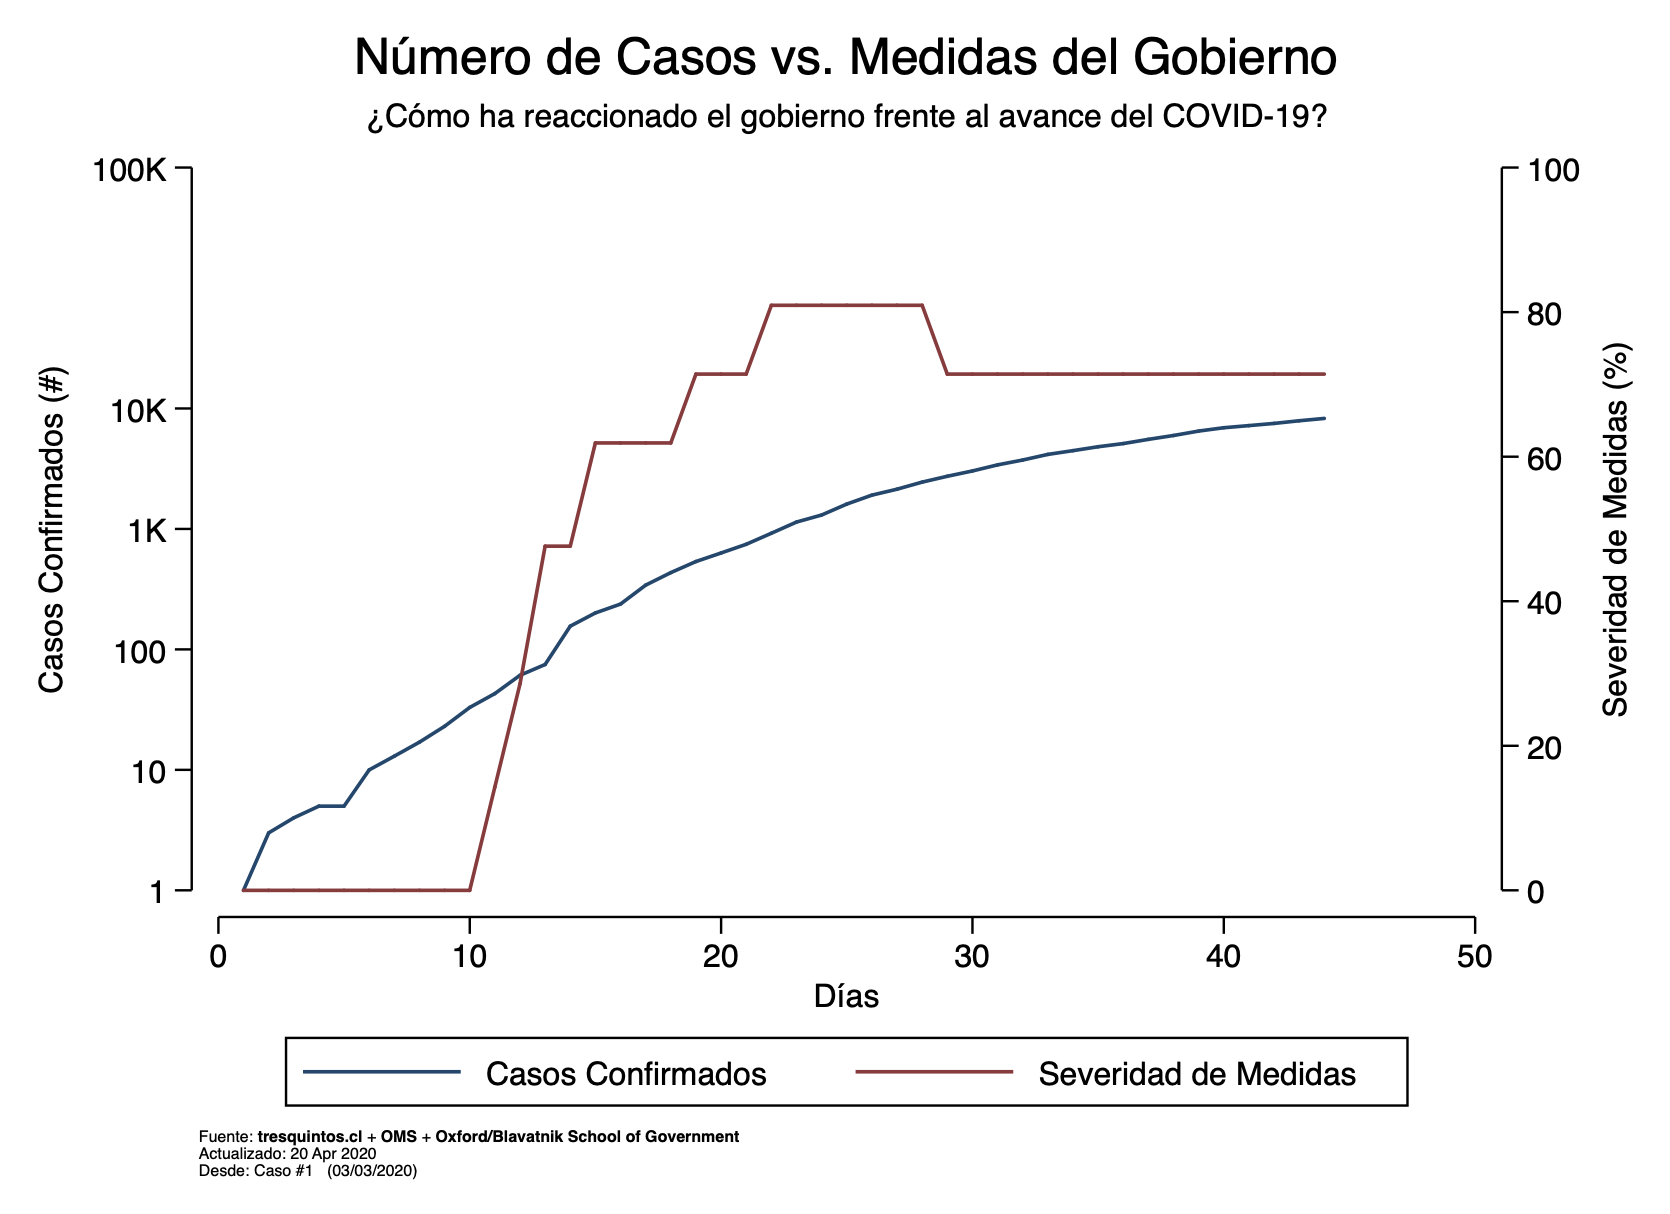 Número de Casos vs. Medidas del Gobierno
¿Cómo ha reaccionado el gobierno frente al avance del COVID-19?
Casos Confirmados (#)
100K
10K
1K
100
10
1
100
80
60
40
20
0
Severidad de Medidas (%)
0 10 20 30 40 50
Días
Casos Confirmados Severidad de Medidas
Fuente: tresquintos.cl + OMS + Oxford/Blavatnik School of Government
Actualizado: 20 Apr 2020
Desde: Caso #1 (03/03/2020)